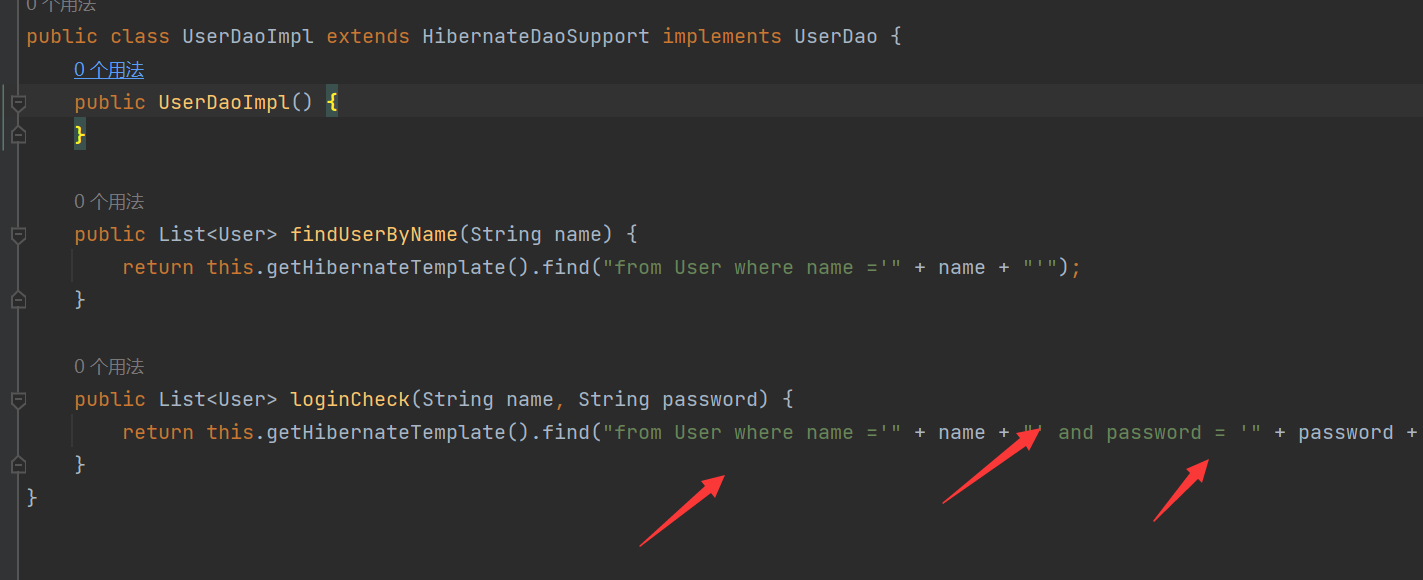 0 个用法
public class UserDaoImpl extends HibernateDaoSupport implements UserDao {
0 个用法
public UserDaoImpl() {
}
0 个用法
public List<User> findUserByName(String name) {
return this.getHibernateTemplate().find("from User where name ='" + name + "'");
}
0 个用法
public List<User> loginCheck(String name, String password) {
return this.getHibernateTemplate().find("from User where name ='" + name + "' and password = '" + password +
}
}